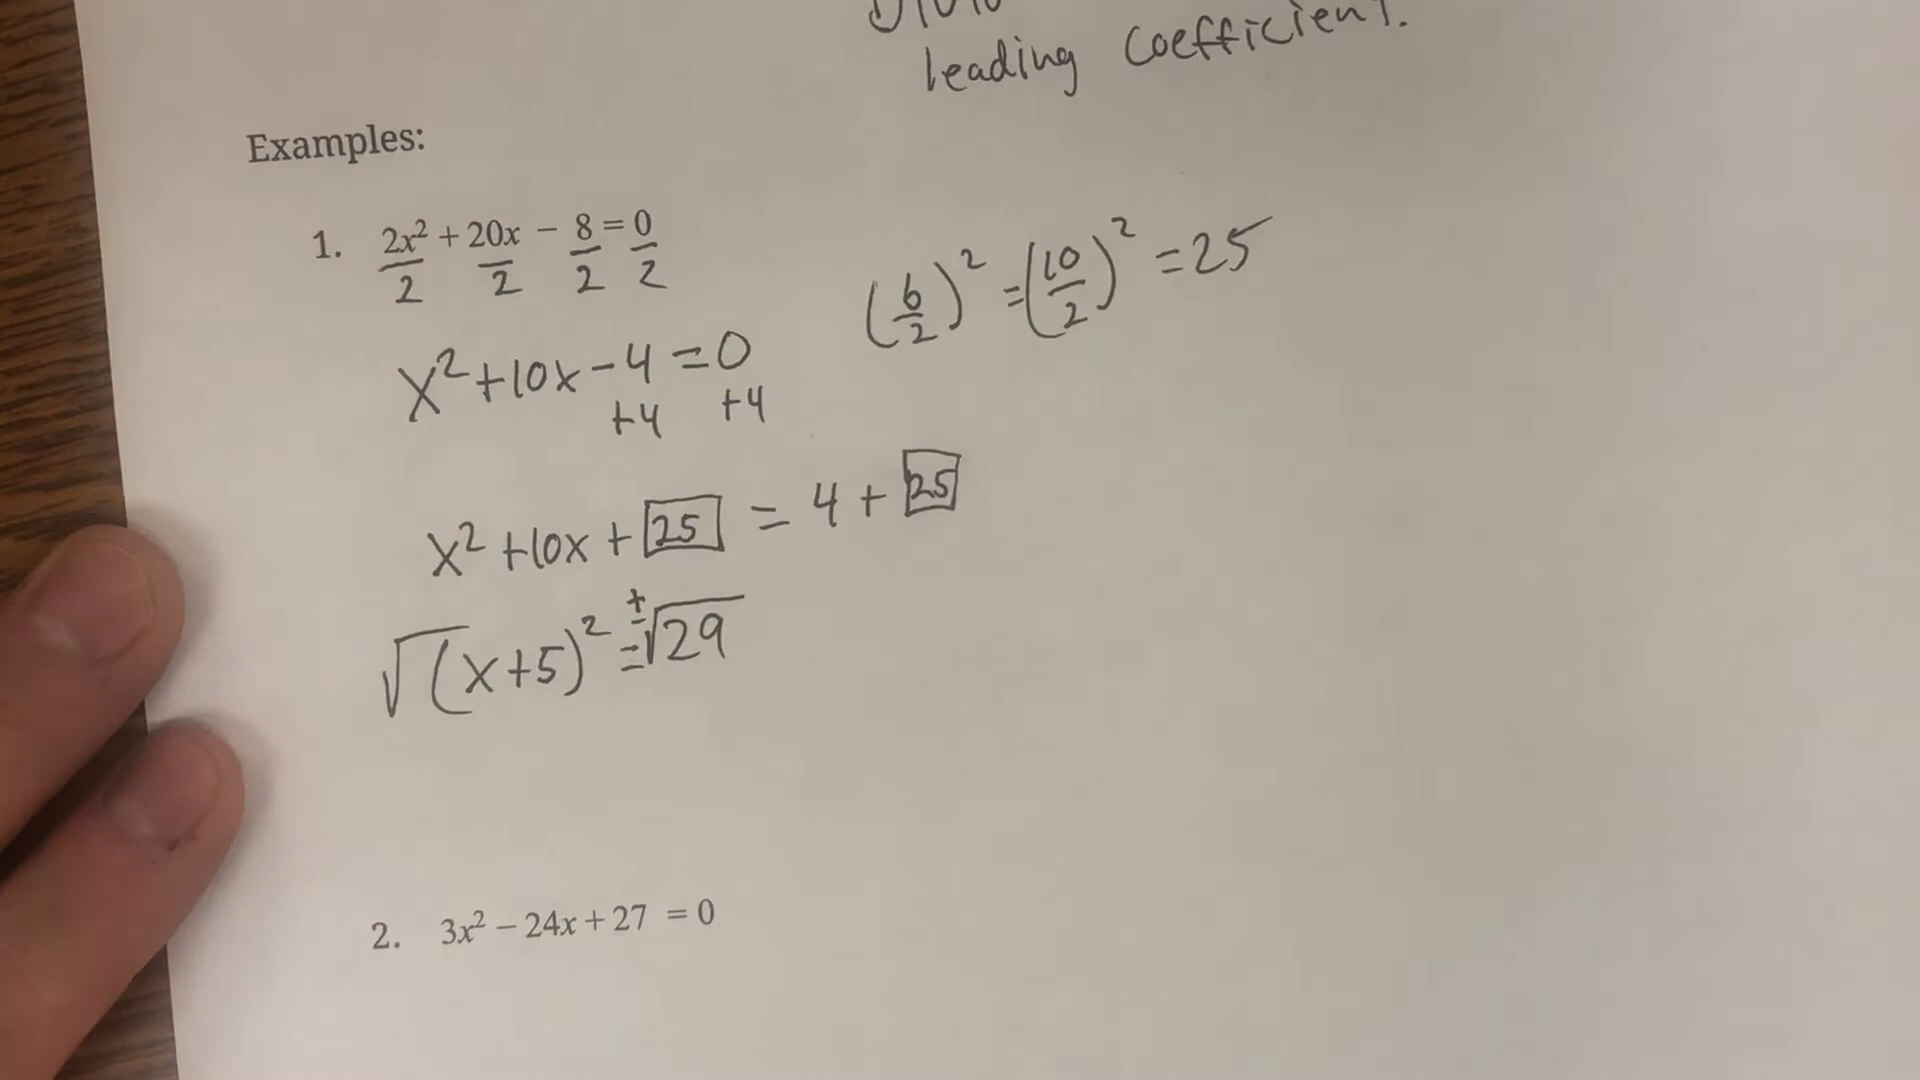 leading coefficient.
Examples:
1. 2x²/2 + 20x/2 − 8/2 = 0/2
(b/2)² = (10/2)² = 25
x² + 10x − 4 = 0
+4 +4
x² + 10x + 25 = 4 + 25
√(x+5)² = ±√29
2. 3x² − 24x + 27 = 0